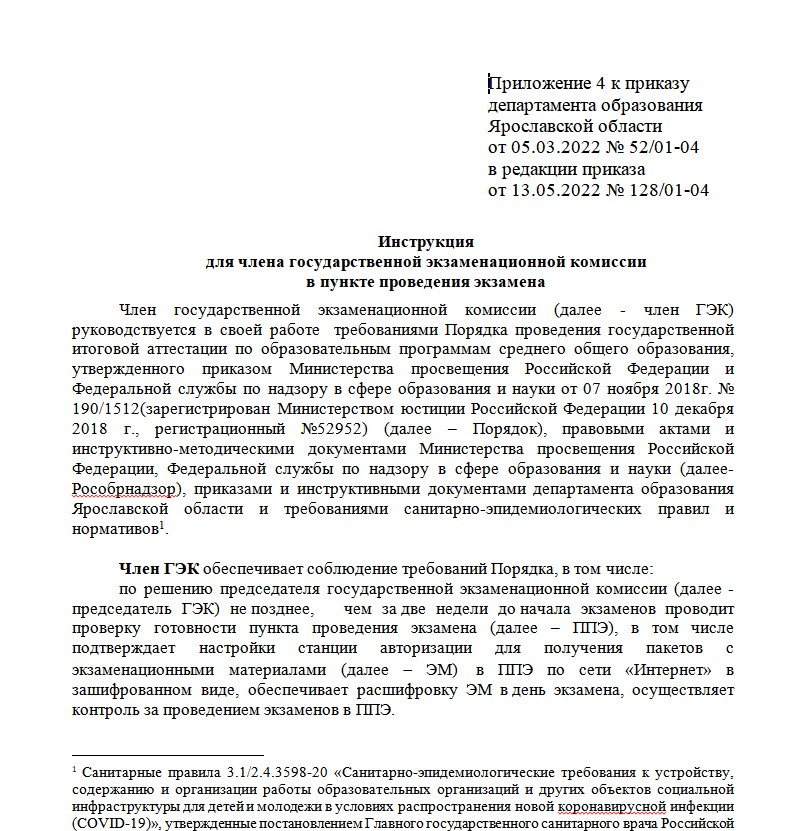 Приложение 4 к приказу
департамента образования
Ярославской области
от 05.03.2022 № 52/01-04
в редакции приказа
от 13.05.2022 № 128/01-04
Инструкция
для члена государственной экзаменационной комиссии
в пункте проведения экзамена
Член государственной экзаменационной комиссии (далее - член ГЭК)
руководствуется в своей работе требованиями Порядка проведения государственной
итоговой аттестации по образовательным программам среднего общего образования,
утвержденного приказом Министерства просвещения Российской Федерации и
Федеральной службы по надзору в сфере образования и науки от 07 ноября 2018г. №
190/1512(зарегистрирован Министерством юстиции Российской Федерации 10 декабря
2018 г., регистрационный №52952) (далее – Порядок), правовыми актами и
инструктивно-методическими документами Министерства просвещения Российской
Федерации, Федеральной службы по надзору в сфере образования и науки (далее-
Рособрнадзор), приказами и инструктивными документами департамента образования
Ярославской области и требованиями санитарно-эпидемиологических правил и
нормативов¹.
Член ГЭК обеспечивает соблюдение требований Порядка, в том числе:
по решению председателя государственной экзаменационной комиссии (далее -
председатель ГЭК) не позднее, чем за две недели до начала экзаменов проводит
проверку готовности пункта проведения экзамена (далее – ППЭ), в том числе
подтверждает настройки станции авторизации для получения пакетов с
экзаменационными материалами (далее – ЭМ) в ППЭ по сети «Интернет» в
зашифрованном виде, обеспечивает расшифровку ЭМ в день экзамена, осуществляет
контроль за проведением экзаменов в ППЭ.
¹ Санитарные правила 3.1/2.4.3598-20 «Санитарно-эпидемиологические требования к устройству,
содержанию и организации работы образовательных организаций и других объектов социальной
инфраструктуры для детей и молодежи в условиях распространения новой коронавирусной инфекции
(COVID-19)», утвержденные постановлением Главного государственного санитарного врача Российской